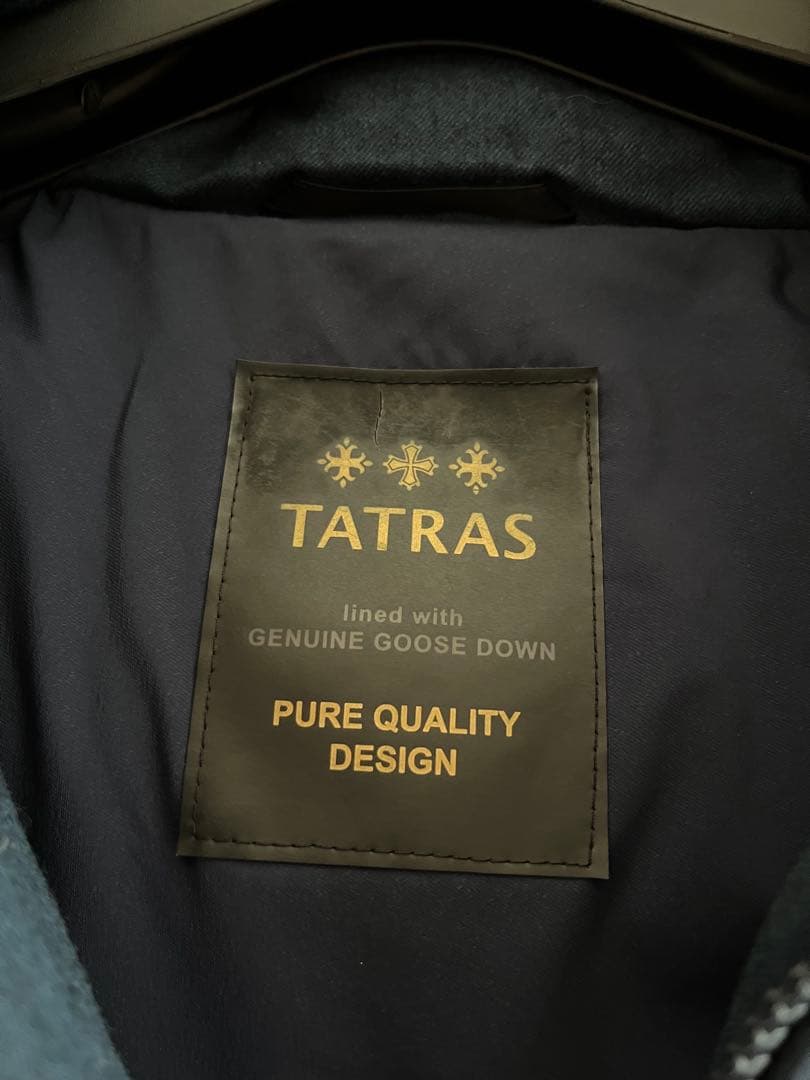 TATRAS
lined with
GENUINE GOOSE DOWN
PURE QUALITY
DESIGN